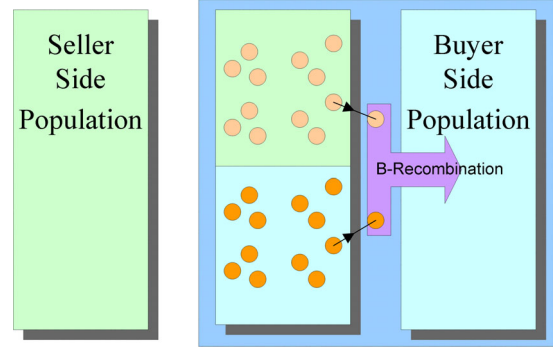 Seller
Side
Population
Buyer
Side
Population
B-Recombination